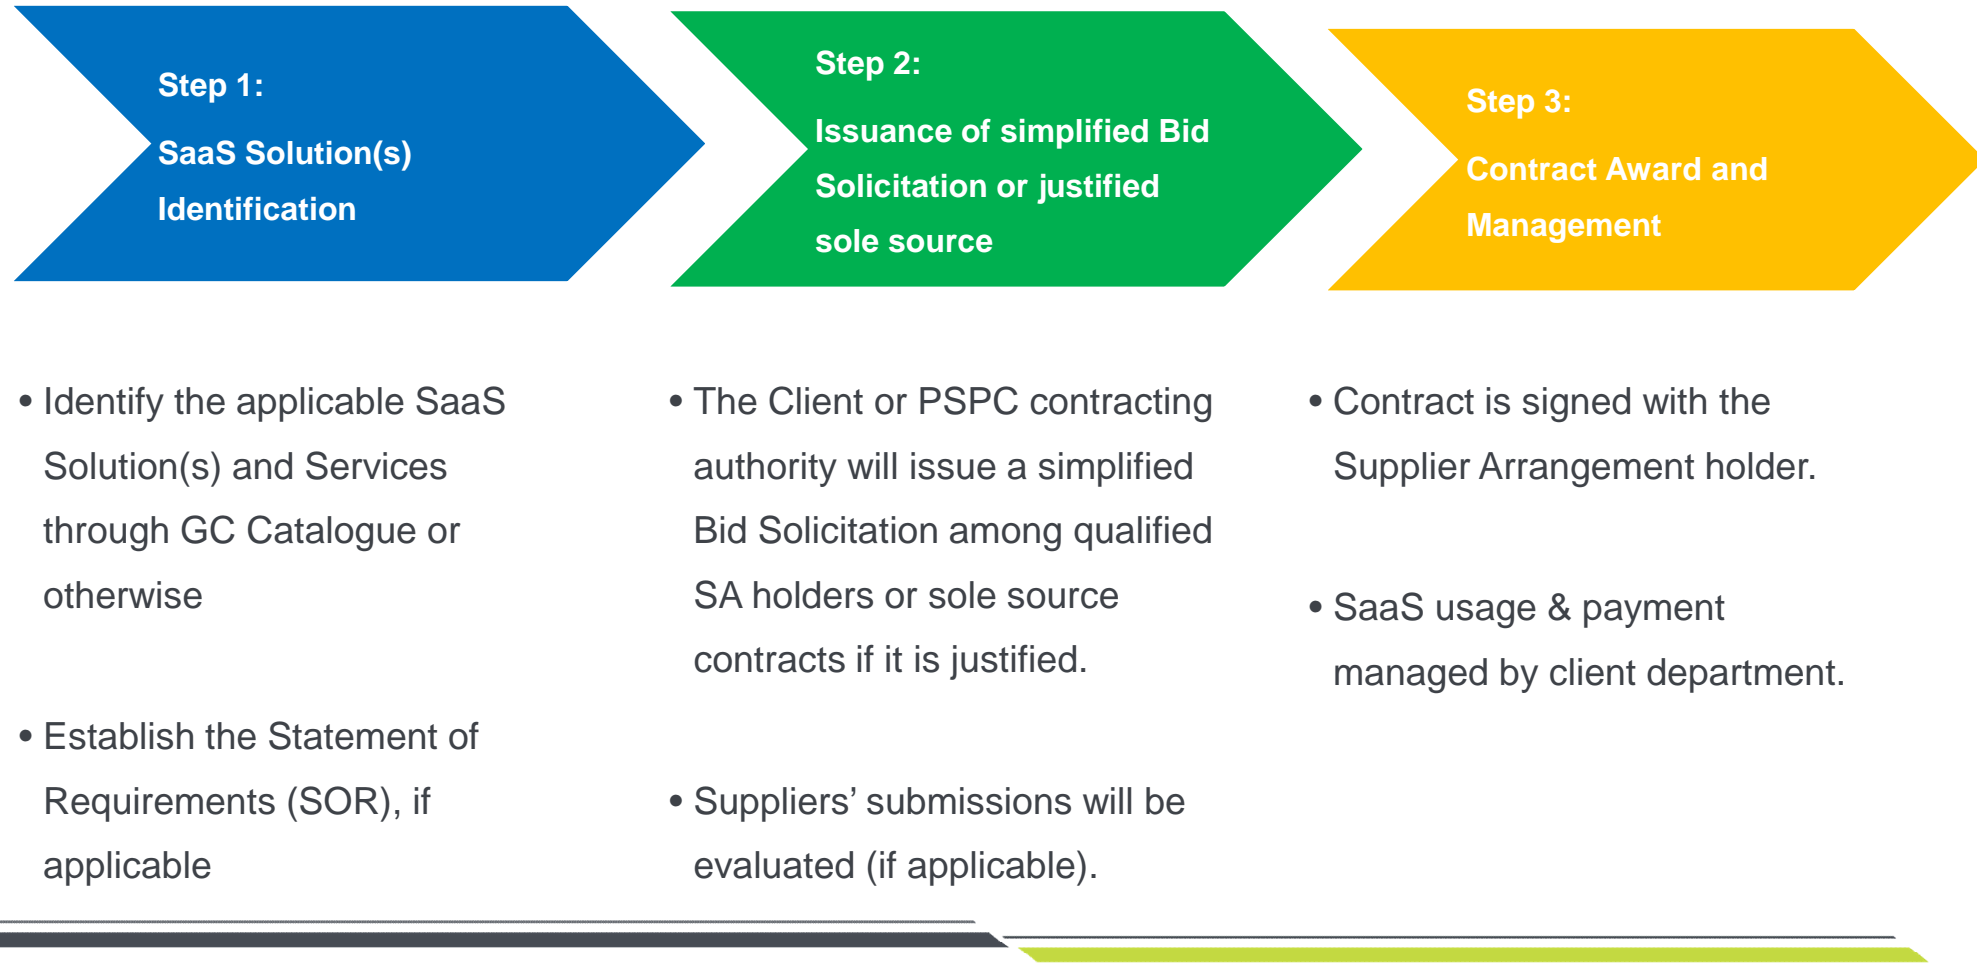 Step 1:
SaaS Solution(s)
Identification
Step 2:
Issuance of simplified Bid
Solicitation or justified
sole source
Step 3:
Contract Award and
Management
• Identify the applicable SaaS
Solution(s) and Services
through GC Catalogue or
otherwise
• Establish the Statement of
Requirements (SOR), if
applicable
• The Client or PSPC contracting
authority will issue a simplified
Bid Solicitation among qualified
SA holders or sole source
contracts if it is justified.
• Suppliers’ submissions will be
evaluated (if applicable).
• Contract is signed with the
Supplier Arrangement holder.
• SaaS usage & payment
managed by client department.